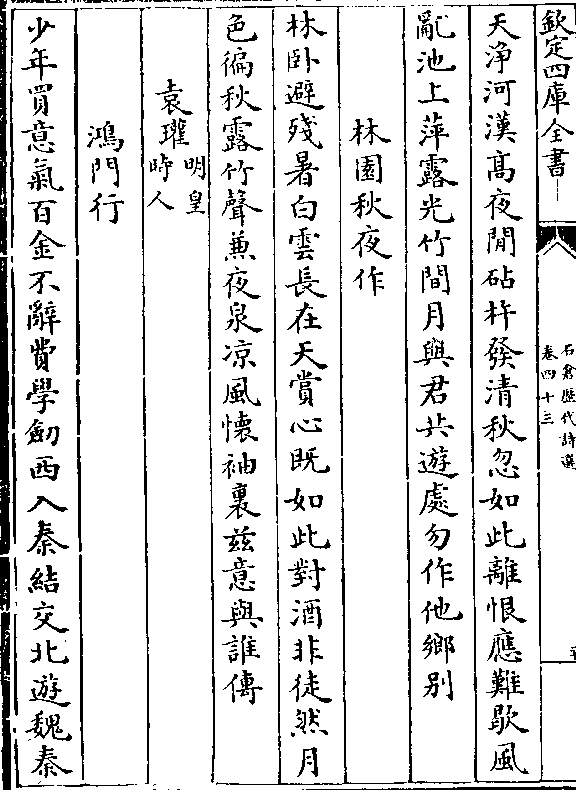 欽定四庫全書
石倉歴代詩選
卷四十三
天浄河漢高夜閒砧杵發清秋忽如此離恨應難歇風
亂池上萍露光竹間月與君共遊處勿作他鄉别
林園秋夜作
林卧避殘暑白雲長在天賞心既如此對酒非徒然月
色徧秋露竹聲兼夜泉凉風懐袖裏兹意與誰傳
袁瓘明皇時人
鴻門行
少年買意氣百金不辭費學劒西入秦結交北遊魏秦